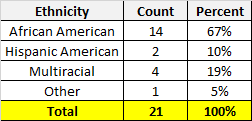 Ethnicity Count Percent
African American 14 67%
Hispanic American 2 10%
Multiracial 4 19%
Other 1 5%
Total 21 100%